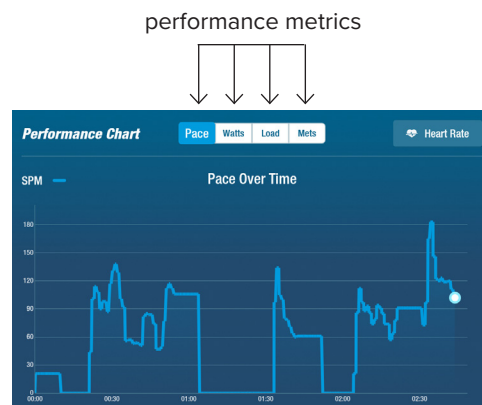 performance metrics
Performance Chart Pace Watts Load Mets Heart Rate
SPM Pace Over Time
180
150
120
90
60
30
0
00:00 00:30 01:00 01:30 02:00 02:30